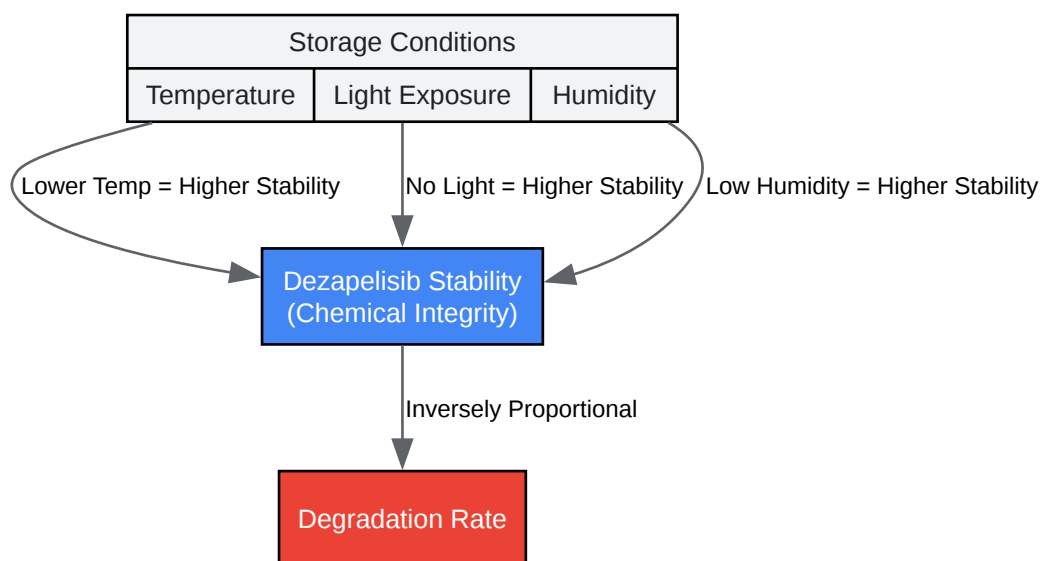 Storage Conditions
Temperature
Light Exposure
Humidity
Lower Temp = Higher Stability
No Light = Higher Stability
Low Humidity = Higher Stability
Dezapelisib Stability
(Chemical Integrity)
Inversely Proportional
Degradation Rate